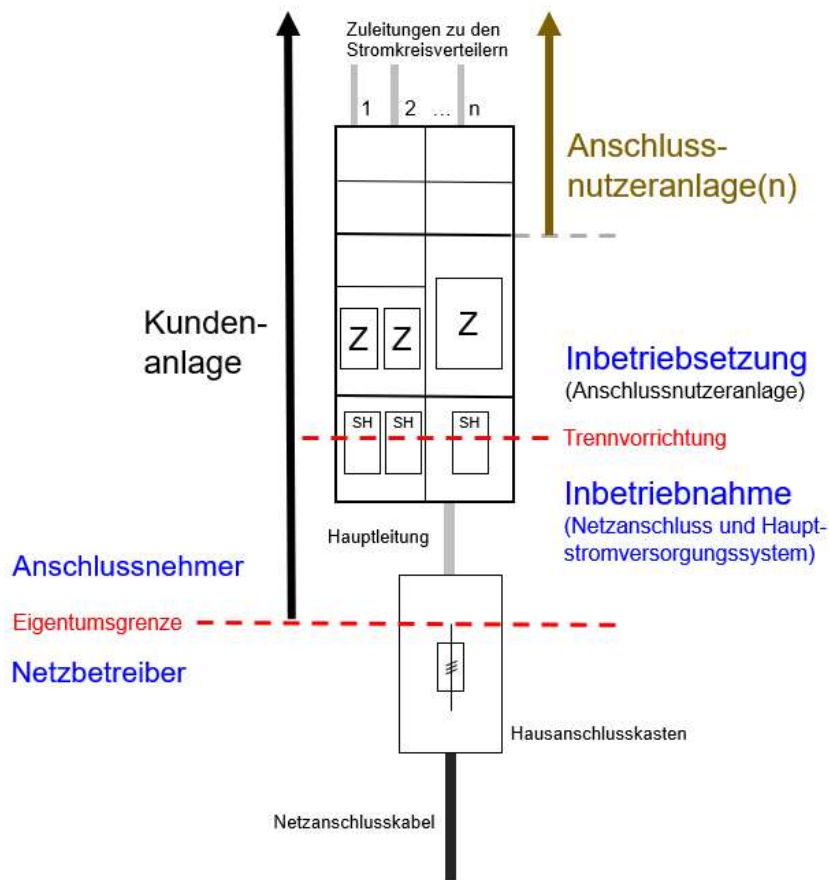 Zuleitungen zu den
Stromkreisverteilern
1 2 ... n
Anschluss-
nutzeranlage(n)
Kunden-
anlage
Z Z Z
Inbetriebsetzung
(Anschlussnutzeranlage)
SH SH SH
Trennvorrichtung
Inbetriebnahme
(Netzanschluss und Haupt-
stromversorgungssystem)
Hauptleitung
Anschlussnehmer
Eigentumsgrenze
Netzbetreiber
Hausanschlusskasten
Netzanschlusskabel